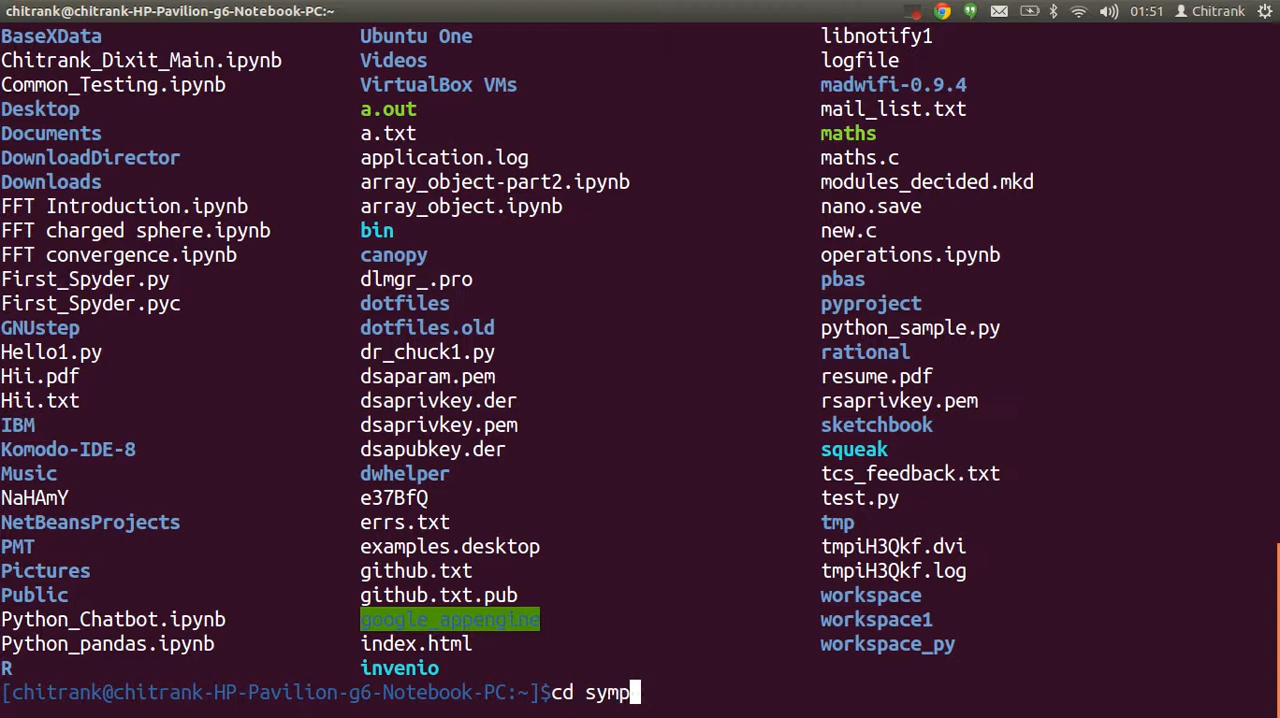 chitrank@chitrank-HP-Pavilion-g6-Notebook-PC:~ 01:51 Chitrank
BaseXData Ubuntu One libnotify1
Chitrank_Dixit_Main.ipynb Videos logfile
Common_Testing.ipynb VirtualBox VMs madwifi-0.9.4
Desktop a.out mail_list.txt
Documents a.txt maths
DownloadDirector application.log maths.c
Downloads array_object-part2.ipynb modules_decided.mkd
FFT Introduction.ipynb array_object.ipynb nano.save
FFT charged sphere.ipynb bin new.c
FFT convergence.ipynb canopy operations.ipynb
First_Spyder.py dlmgr_.pro pbas
First_Spyder.pyc dotfiles pyproject
GNUstep dotfiles.old python_sample.py
Hello1.py dr_chuck1.py rational
Hii.pdf dsaparam.pem resume.pdf
Hii.txt dsaprivkey.der rsaprivkey.pem
IBM dsaprivkey.pem sketchbook
Komodo-IDE-8 dsapubkey.der squeak
Music dwhelper tcs_feedback.txt
NaHAmY e37BfQ test.py
NetBeansProjects errs.txt tmp
PMT examples.desktop tmpiH3Qkf.dvi
Pictures github.txt tmpiH3Qkf.log
Public github.txt.pub workspace
Python_Chatbot.ipynb google_appengine workspace1
Python_pandas.ipynb index.html workspace_py
R invenio
[chitrank@chitrank-HP-Pavilion-g6-Notebook-PC:~]$cd symp